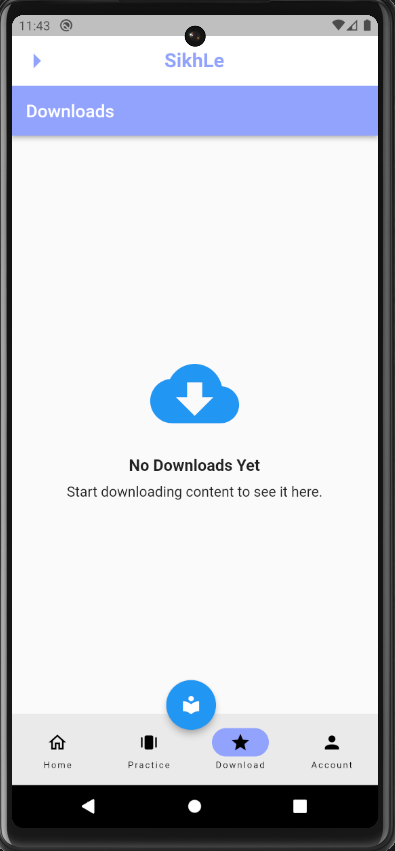 11:43
SikhLe
Downloads
No Downloads Yet
Start downloading content to see it here.
Home
Practice
Download
Account